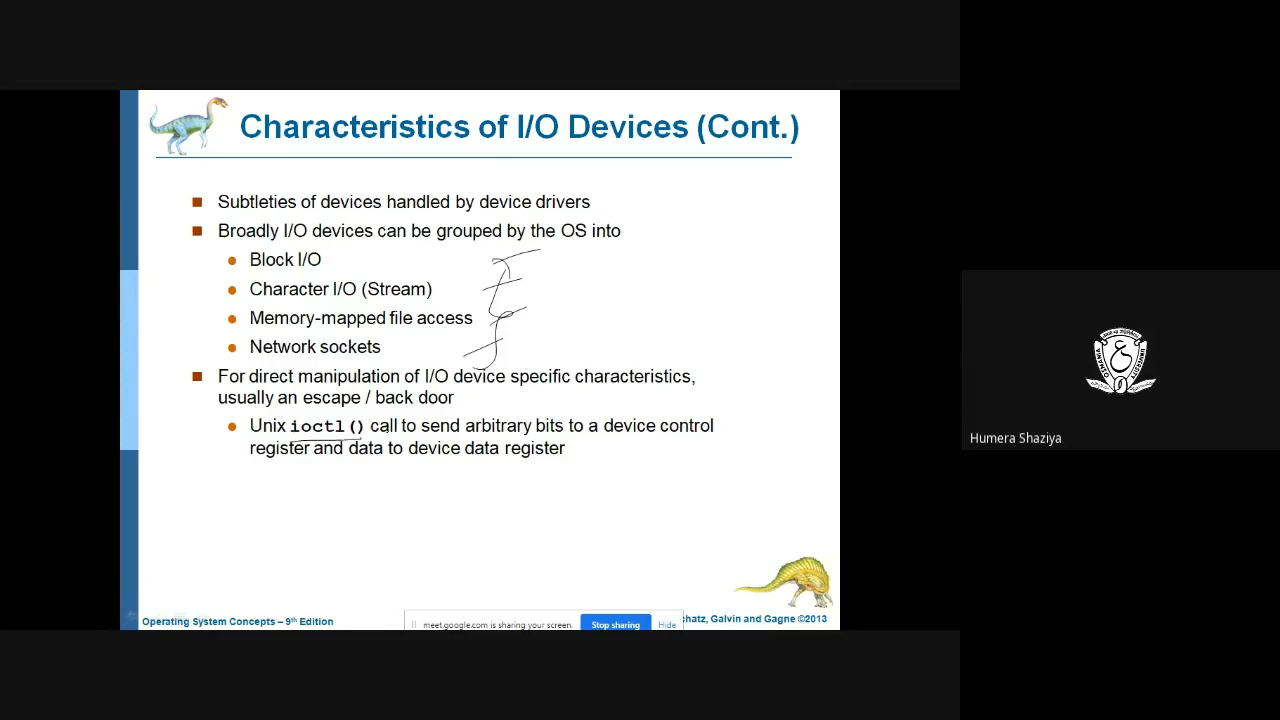 Characteristics of I/O Devices (Cont.)
Subtleties of devices handled by device drivers
Broadly I/O devices can be grouped by the OS into
Block I/O
Character I/O (Stream)
Memory-mapped file access
Network sockets
For direct manipulation of I/O device specific characteristics,
usually an escape / back door
Unix ioctl() call to send arbitrary bits to a device control
register and data to device data register
Operating System Concepts – 9th Edition
meet.google.com is sharing your screen.
Stop sharing
Hide
chatz, Galvin and Gagne ©2013
Humera Shaziya